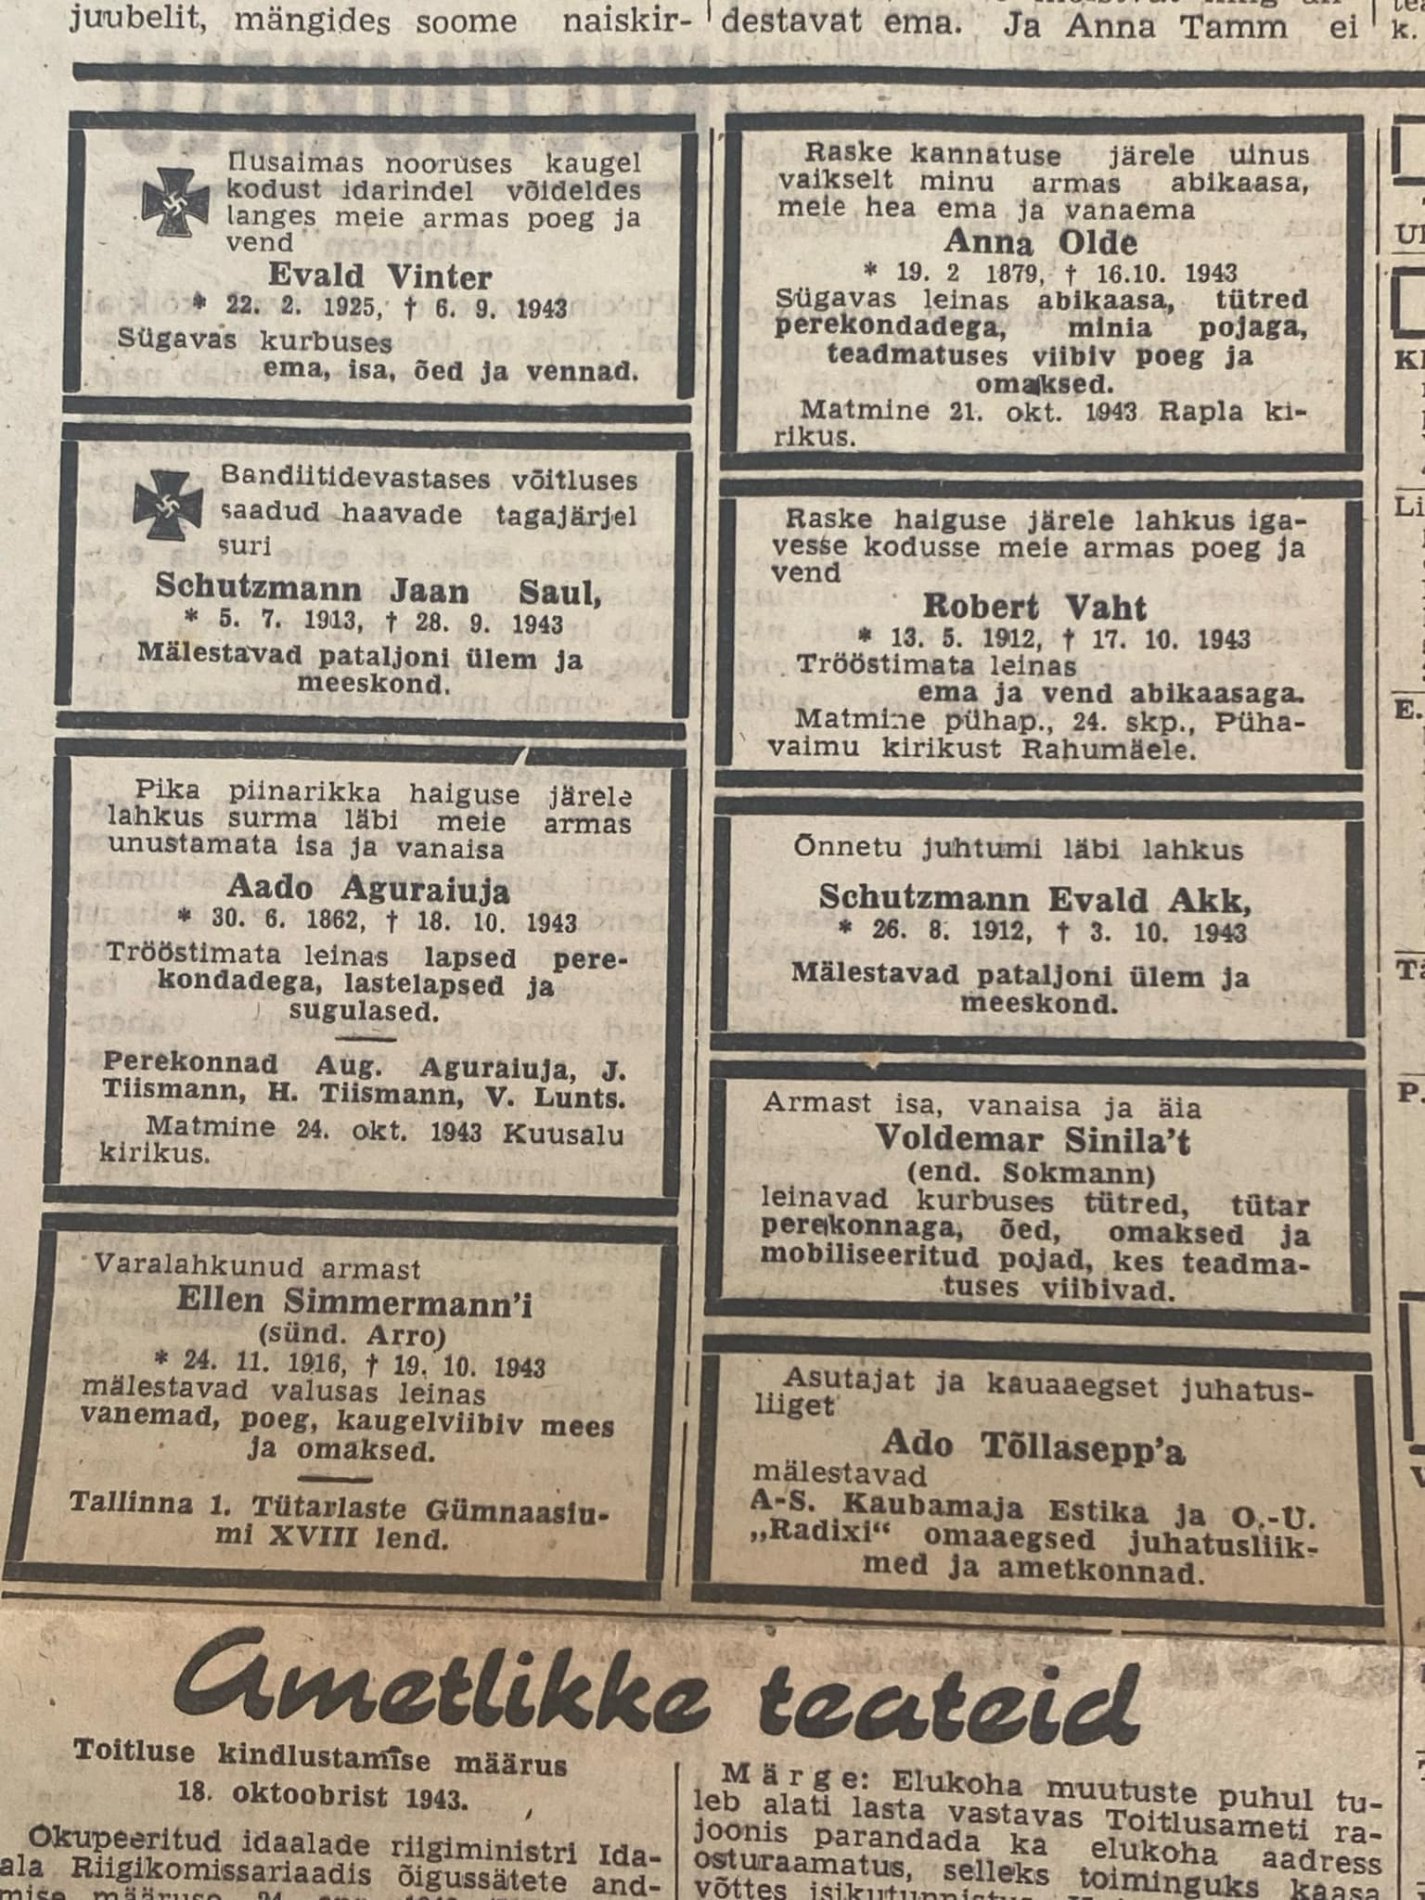 juubelit, mängides soome naiskir-
Ilusaimas nooruses kaugel
kodust idarindel võideldes
langes meie armas poeg ja
vend
Evald Vinter
* 22. 2. 1925, † 6. 9. 1943
Sügavas kurbuses
ema, isa, õed ja vennad.
Bandiitidevastases võitluses
saadud haavade tagajärjel
suri
Schutzmann Jaan Saul,
* 5. 7. 1913, † 28. 9. 1943
Mälestavad pataljoni ülem ja
meeskond.
Pika piinarikka haiguse järele
lahkus surma läbi meie armas
unustamata isa ja vanaisa
Aado Aguraiuja
* 30. 6. 1862, † 18. 10. 1943
Trööstimata leinas lapsed pere-
kondadega, lastelapsed ja
sugulased.
Perekonnad Aug. Aguraiuja, J.
Tiismann, H. Tiismann, V. Lunts.
Matmine 24. okt. 1943 Kuusalu
kirikus.
Varalahkunud armast
Ellen Simmermann'i
(sünd. Arro)
* 24. 11. 1916, † 19. 10. 1943
mälestavad valusas leinas
vanemad, poeg, kaugelviibiv mees
ja omaksed.
Tallinna 1. Tütarlaste Gümnaasiu-
mi XVIII lend.
destavat ema. Ja Anna Tamm ei
Raske kannatuse järele uinus
vaikselt minu armas abikaasa,
meie hea ema ja vanaema
Anna Olde
* 19. 2 1879, † 16.10. 1943
Sügavas leinas abikaasa, tütred
perekondadega, minia pojaga,
teadmatuses viibiv poeg ja
omaksed.
Matmine 21. okt. 1943 Rapla ki-
rikus.
Raske haiguse järele lahkus iga-
vesse kodusse meie armas poeg ja
vend
Robert Vaht
* 13. 5. 1912, † 17. 10. 1943
Trööstimata leinas
ema ja vend abikaasaga.
Matmine pühap., 24. skp., Püha-
vaimu kirikust Rahumäele.
Õnnetu juhtumi läbi lahkus
Schutzmann Evald Akk,
* 26. 8. 1912, † 3. 10. 1943
Mälestavad pataljoni ülem ja
meeskond.
Armast isa, vanaisa ja äia
Voldemar Sinila't
(end. Sokmann)
leinavad kurbuses tütred, tütar
perekonnaga, õed, omaksed ja
mobiliseeritud pojad, kes teadma-
tuses viibivad.
Asutajat ja kauaaegset juhatus-
liiget
Ado Tõllasepp'a
mälestavad
A-S. Kaubamaja Estika ja O.-Ü.
„Radixi“ omaaegsed juhatusliik-
med ja ametkonnad.
Ametlikke teateid
Toitluse kindlustamise määrus
18. oktoobrist 1943.
Okupeeritud idaalade riigiministri Ida-
ala Riigikomissariaadis õigussätete and-
Märge: Elukoha muutuste puhul tu-
leb alati lasta vastavas Toitlusameti ra-
joonis parandada ka elukoha aadress
osturaamatus, selleks toiminguks kaasa